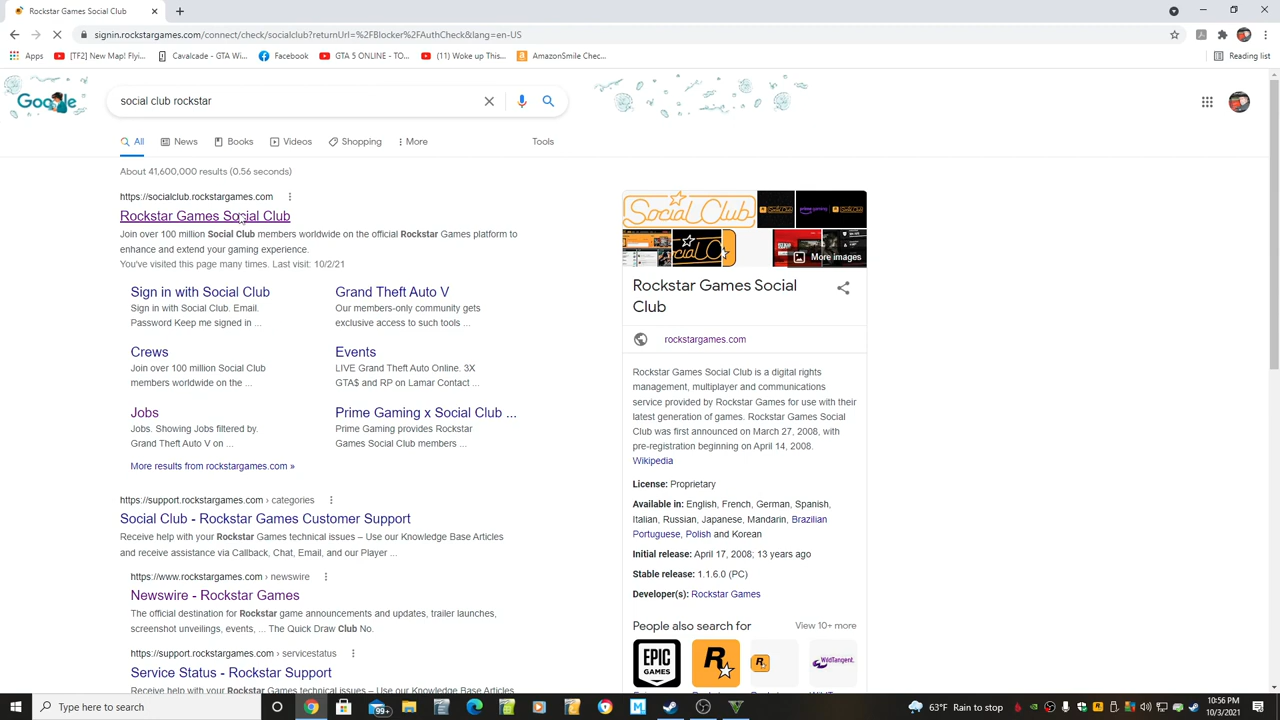 Rockstar Club
signin.rockstargames.com/connect/check/socialclub?returnUrl=%2FBlocker%2FAuthCheck&lang=en-US
Apps
[TF2] New Map! Flyi...
Cavalcade - GTA Wi...
Facebook
GTA 5 ONLINE - TO...
(11) Wake up This...
AmazonSmile Chec...
Reading list
Google
social club rockstar
All
News
Books
Videos
Shopping
More
Tools
About 41,600,000 results (0.56 seconds)
https://socialclub.rockstargames.com
Rockstar Games Social Club
Join over 100 million Social Club members worldwide on the official Rockstar Games platform to
enhance and extend your gaming experience.
You've visited this page many times. Last visit: 10/2/21
Sign in with Social Club
Sign in with Social Club. Email.
Password Keep me signed in ...
Grand Theft Auto V
Our members-only community gets
exclusive access to such tools ...
Crews
Join over 100 million Social Club
members worldwide on the ...
Events
LIVE Grand Theft Auto Online. 3X
GTA$ and RP on Lamar Contact ...
Jobs
Jobs. Showing Jobs filtered by.
Grand Theft Auto V on ...
Prime Gaming x Social Club ...
Prime Gaming provides Rockstar
Games Social Club members ...
More results from rockstargames.com »
https://support.rockstargames.com › categories
Social Club - Rockstar Games Customer Support
Receive help with your Rockstar Games technical issues – Use our Knowledge Base Articles
and receive assistance via Callback, Chat, Email, and our Player ...
https://www.rockstargames.com › newswire
Newswire - Rockstar Games
The official destination for Rockstar game announcements and updates, trailer launches,
screenshot unveilings, events, ... The Quick Draw Club No.
https://support.rockstargames.com › servicestatus
Service Status - Rockstar Support
Receive help with your Rockstar Games technical issues – Use our Knowledge Base Articles
Social Club
More images
Rockstar Games Social
Club
rockstargames.com
Rockstar Games Social Club is a digital rights
management, multiplayer and communications
service provided by Rockstar Games for use with their
latest generation of games. Rockstar Games Social
Club was first announced on March 27, 2008, with
pre-registration beginning on April 14, 2008.
Wikipedia
License: Proprietary
Available in: English, French, German, Spanish,
Italian, Russian, Japanese, Mandarin, Brazilian
Portuguese, Polish and Korean
Initial release: April 17, 2008; 13 years ago
Stable release: 1.1.6.0 (PC)
Developer(s): Rockstar Games
People also search for
View 10+ more
EPIC
GAMES
WildTangent
Type here to search
99+
63°F Rain to stop
10:56 PM
10/3/2021